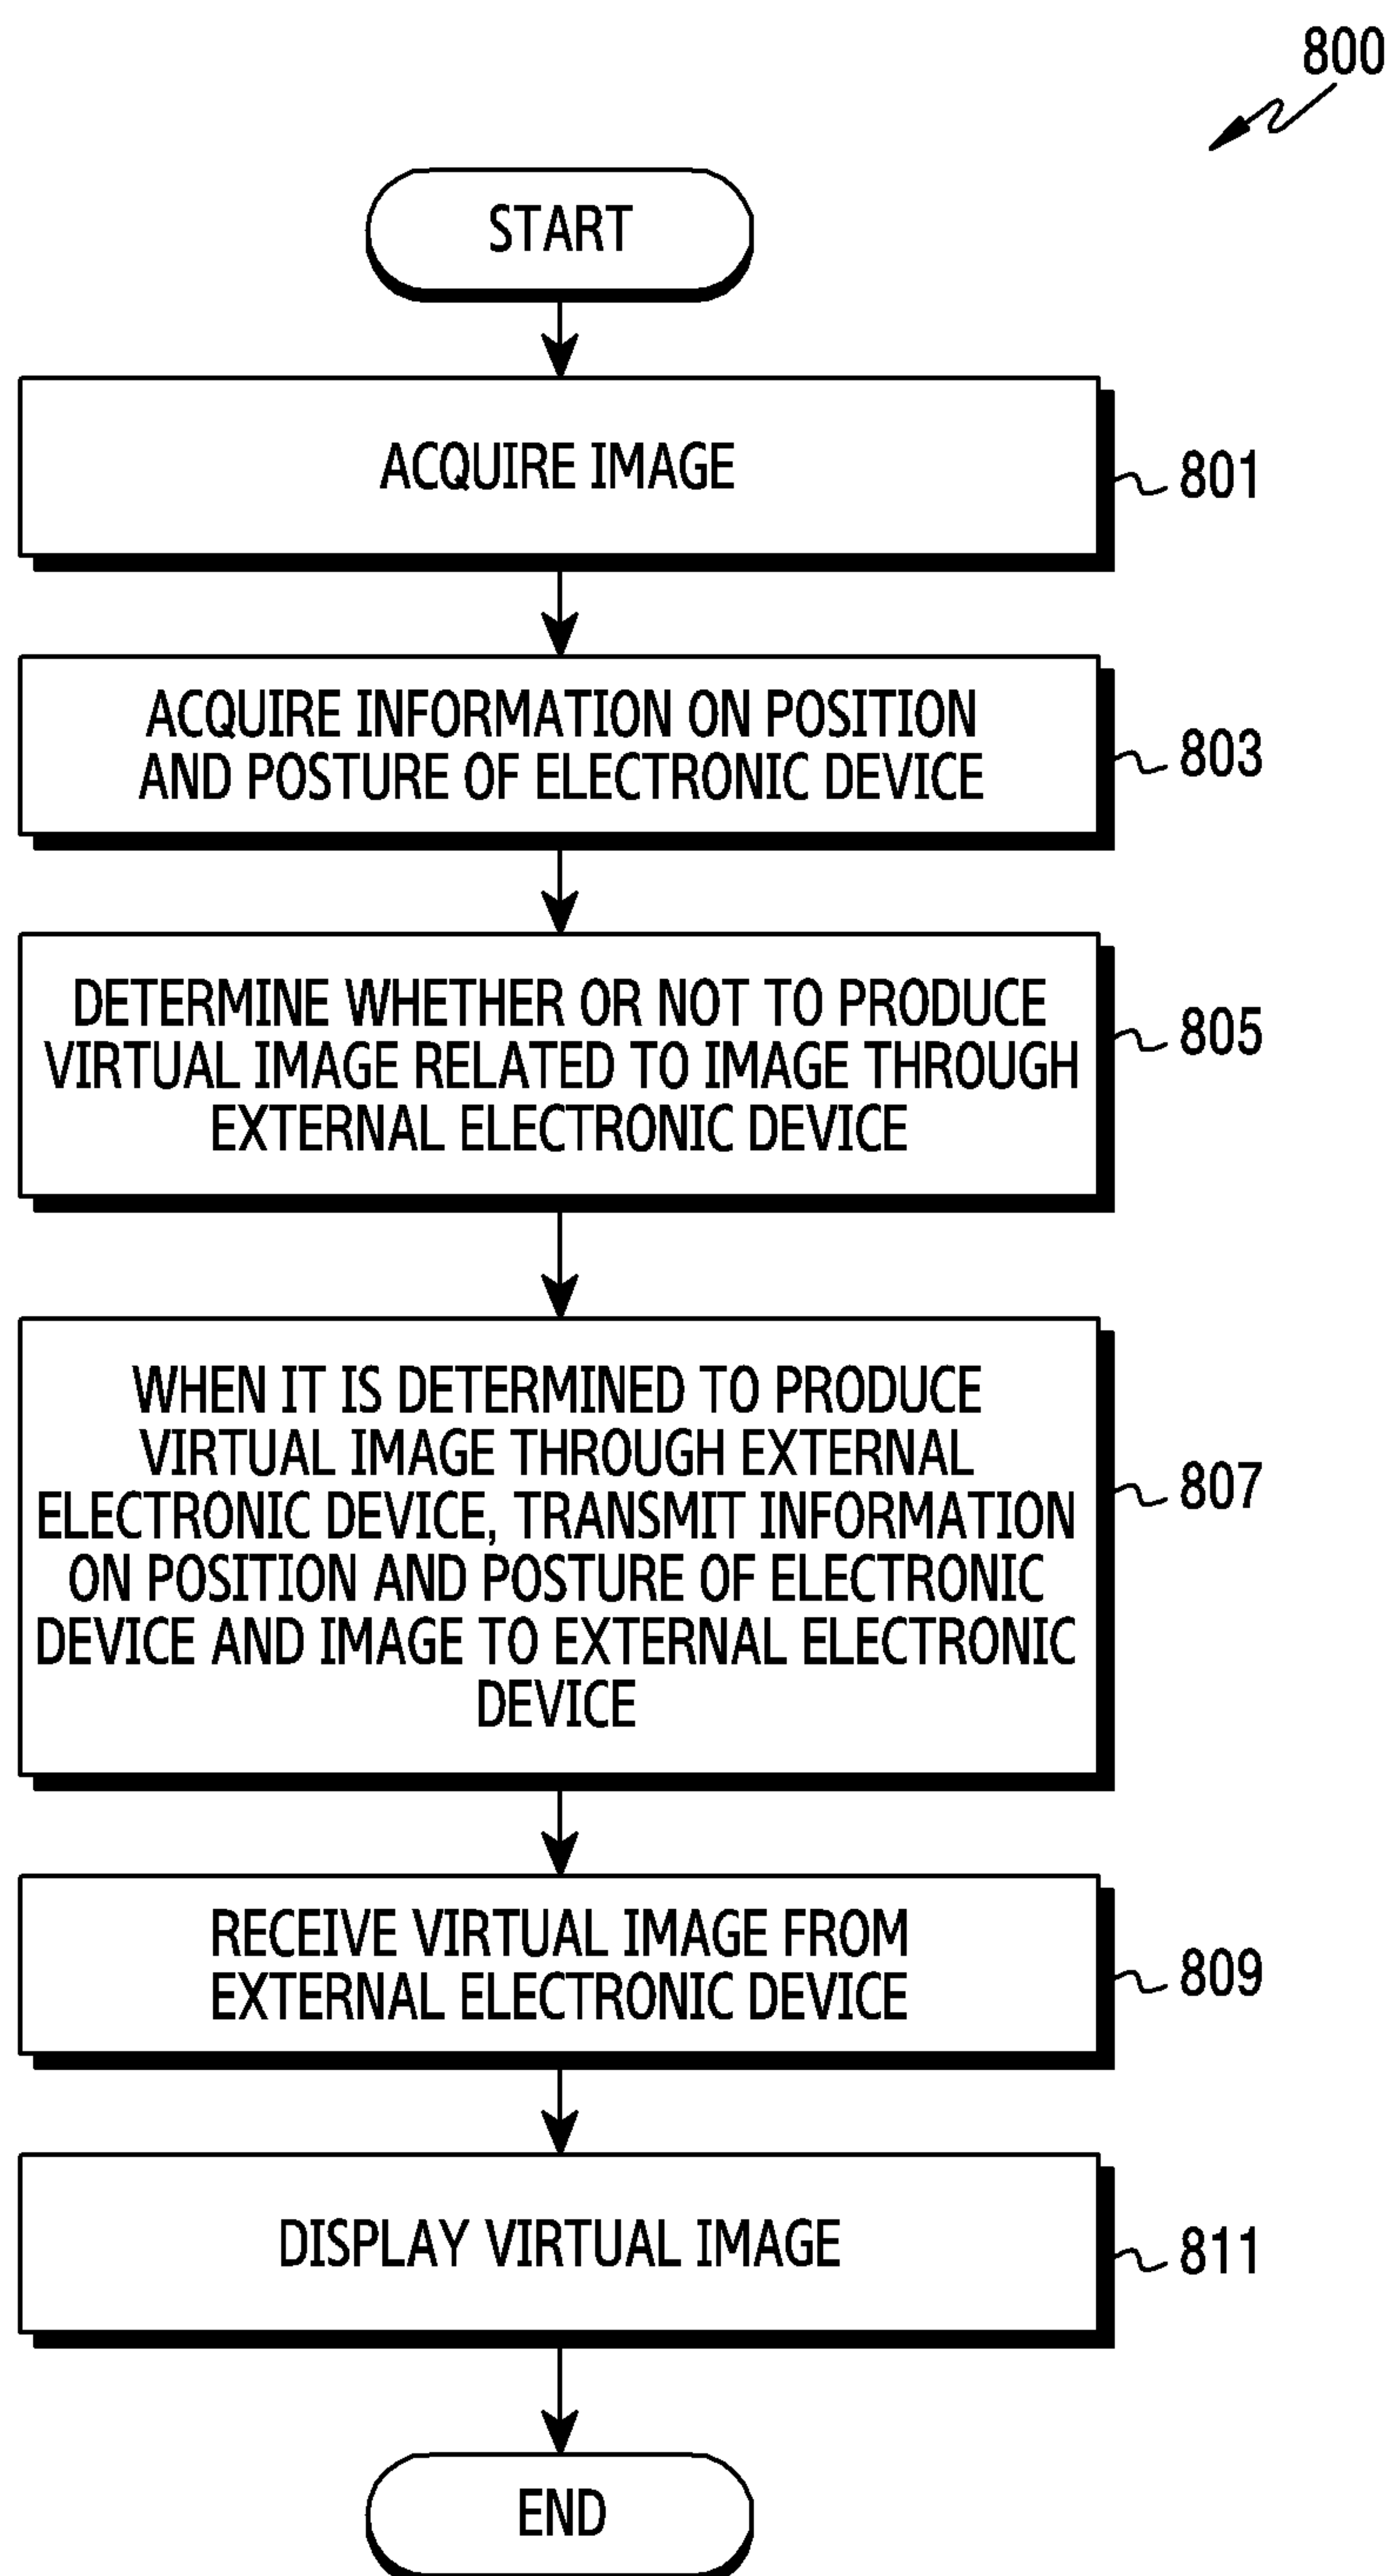 800
START
ACQUIRE IMAGE
801
ACQUIRE INFORMATION ON POSITION
AND POSTURE OF ELECTRONIC DEVICE
803
DETERMINE WHETHER OR NOT TO PRODUCE
VIRTUAL IMAGE RELATED TO IMAGE THROUGH
EXTERNAL ELECTRONIC DEVICE
805
WHEN IT IS DETERMINED TO PRODUCE
VIRTUAL IMAGE THROUGH EXTERNAL
ELECTRONIC DEVICE, TRANSMIT INFORMATION
ON POSITION AND POSTURE OF ELECTRONIC
DEVICE AND IMAGE TO EXTERNAL ELECTRONIC
DEVICE
807
RECEIVE VIRTUAL IMAGE FROM
EXTERNAL ELECTRONIC DEVICE
809
DISPLAY VIRTUAL IMAGE
811
END